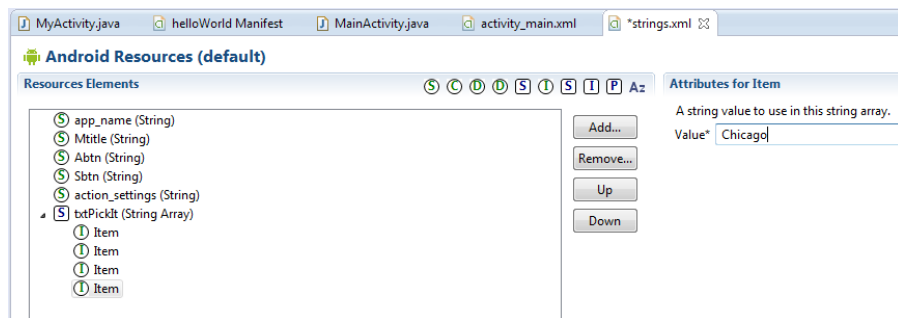 MyActivity.java helloWorld Manifest MainActivity.java activity_main.xml *strings.xml
Android Resources (default)
Resources Elements S C D D S I S I P Az Attributes for Item
A string value to use in this string array.
Value* Chicago
S app_name (String)
S Mtitle (String)
S Abtn (String)
S Sbtn (String)
S action_settings (String)
S txtPickIt (String Array)
I Item
I Item
I Item
I Item
Add...
Remove...
Up
Down